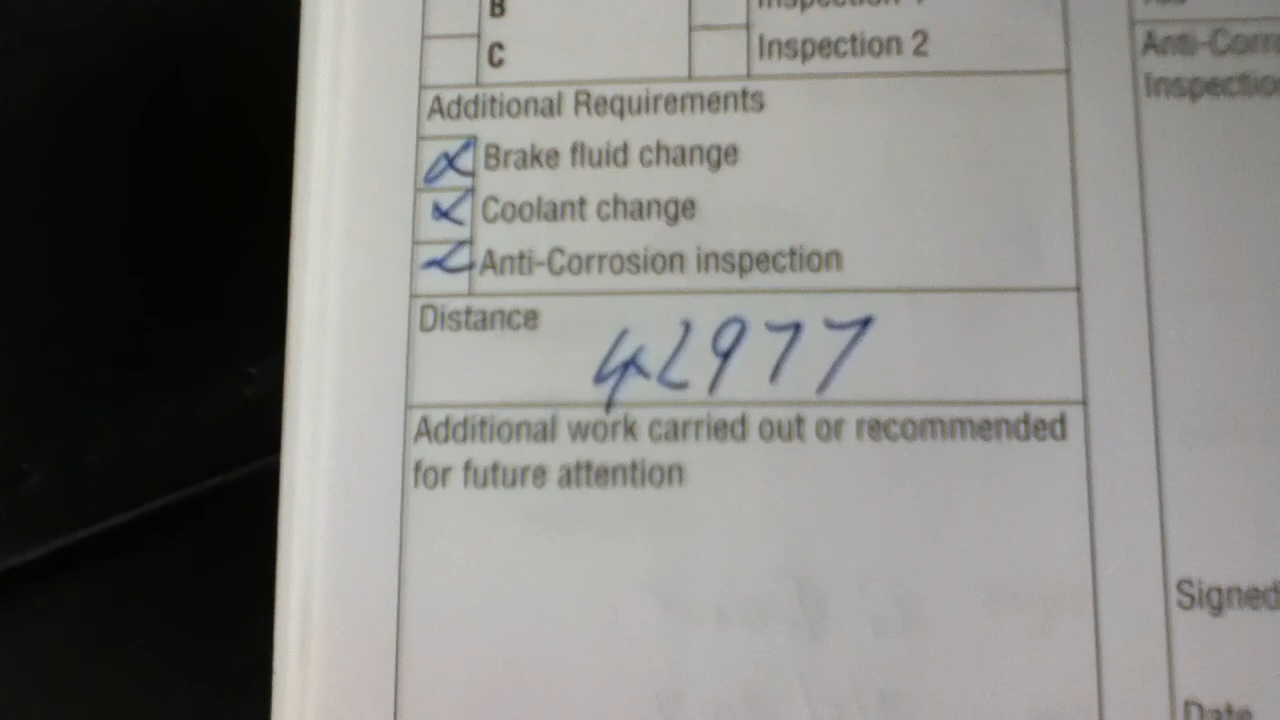 B
C
Inspection 2
Additional Requirements
Brake fluid change
Coolant change
Anti-Corrosion inspection
Distance
42977
Additional work carried out or recommended
for future attention
Signed
Date